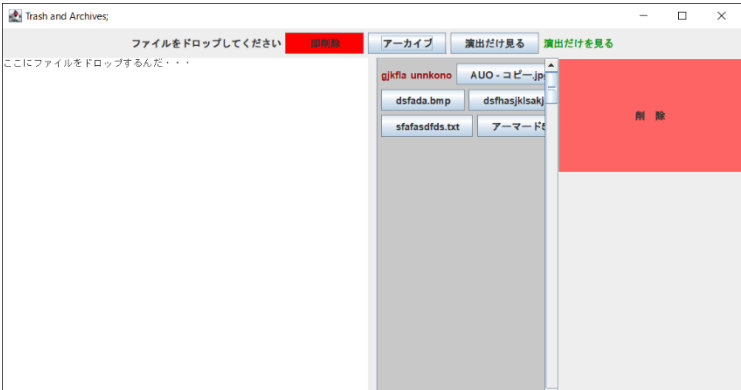 Trash and Archives;
ファイルをドロップしてください 即削除 アーカイブ 演出だけ見る 演出だけを見る
ここにファイルをドロップするんだ・・・
gjkfla unnkono AUO - コピー.jp
dsfada.bmp dsfhasjklsakj
sfafasdfds.txt アーマード
削 除